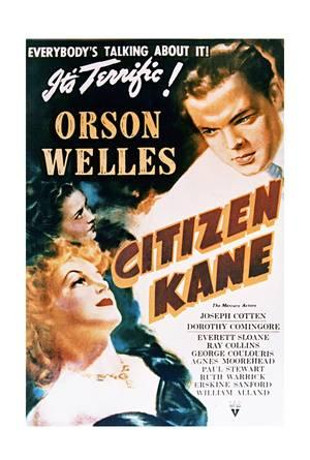 EVERYBODY'S TALKING ABOUT IT!
It's Terrific!
ORSON
WELLES
CITIZEN
KANE
The Mercury Actors
JOSEPH COTTEN
DOROTHY COMINGORE
EVERETT SLOANE
RAY COLLINS
GEORGE COULOURIS
AGNES MOOREHEAD
PAUL STEWART
RUTH WARRICK
ERSKINE SANFORD
WILLIAM ALLAND